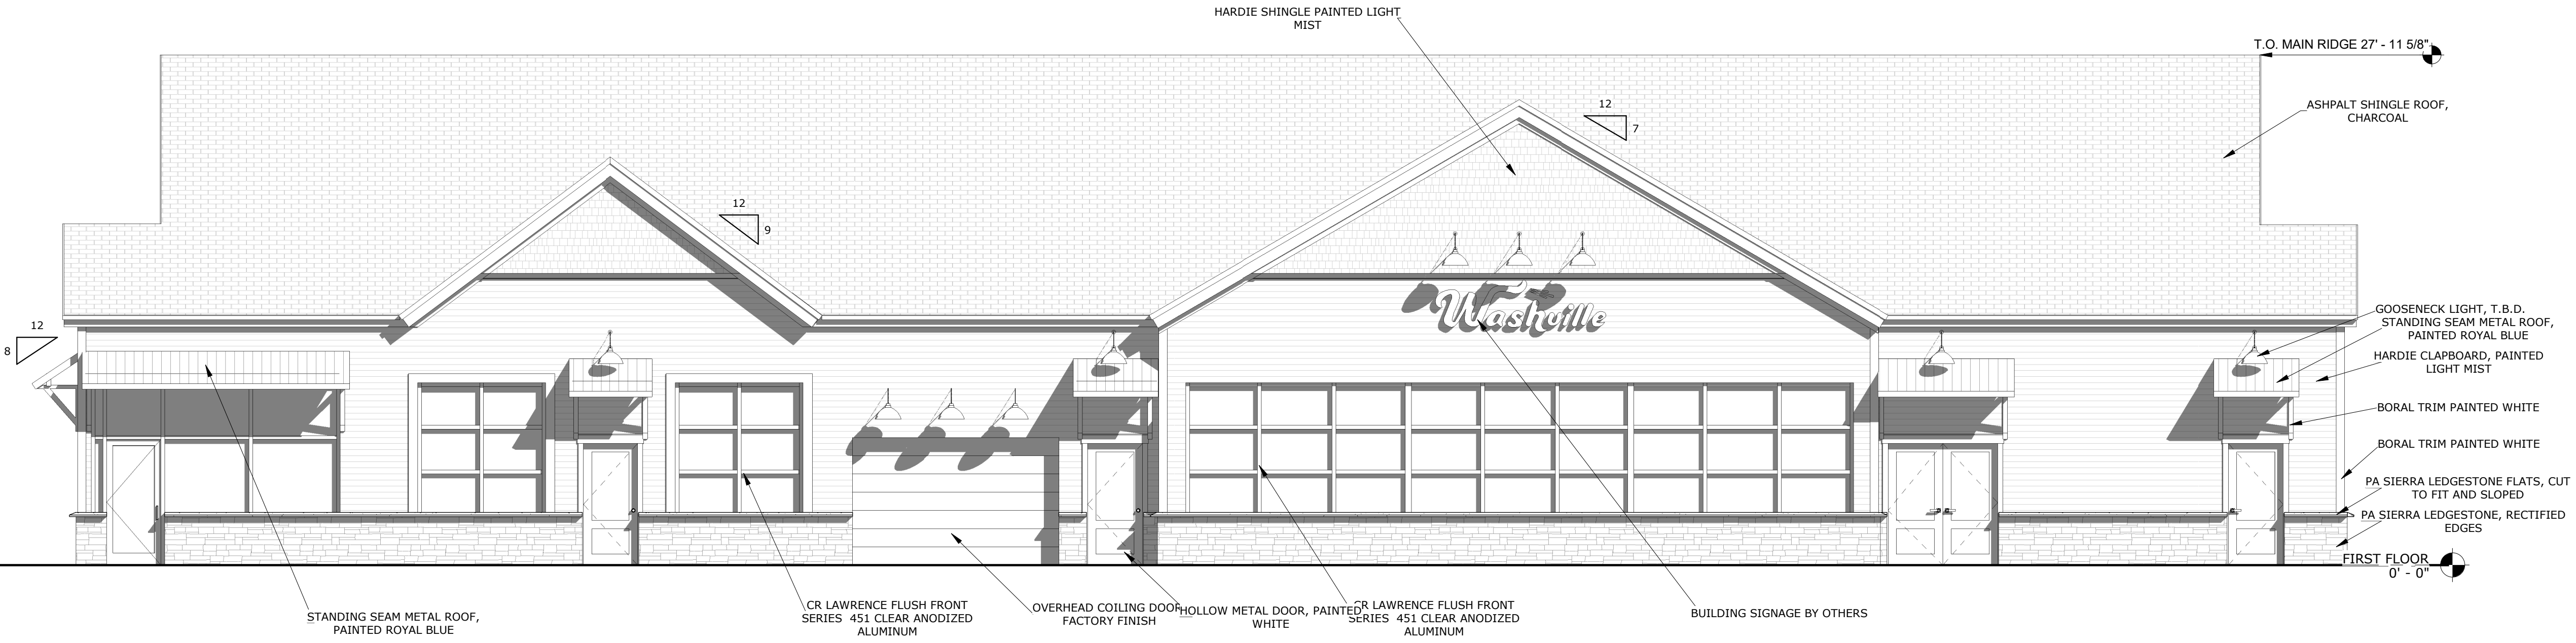 HARDIE SHINGLE PAINTED LIGHT
MIST
T.O. MAIN RIDGE 27' - 11 5/8"
ASHPALT SHINGLE ROOF,
CHARCOAL
12
7
12
9
12
8
Washville
GOOSENECK LIGHT, T.B.D.
STANDING SEAM METAL ROOF,
PAINTED ROYAL BLUE
HARDIE CLAPBOARD, PAINTED
LIGHT MIST
BORAL TRIM PAINTED WHITE
BORAL TRIM PAINTED WHITE
PA SIERRA LEDGESTONE FLATS, CUT
TO FIT AND SLOPED
PA SIERRA LEDGESTONE, RECTIFIED
EDGES
FIRST FLOOR
0' - 0"
STANDING SEAM METAL ROOF,
PAINTED ROYAL BLUE
CR LAWRENCE FLUSH FRONT
SERIES 451 CLEAR ANODIZED
ALUMINUM
OVERHEAD COILING DOOR
FACTORY FINISH
HOLLOW METAL DOOR, PAINTED
WHITE
CR LAWRENCE FLUSH FRONT
SERIES 451 CLEAR ANODIZED
ALUMINUM
BUILDING SIGNAGE BY OTHERS